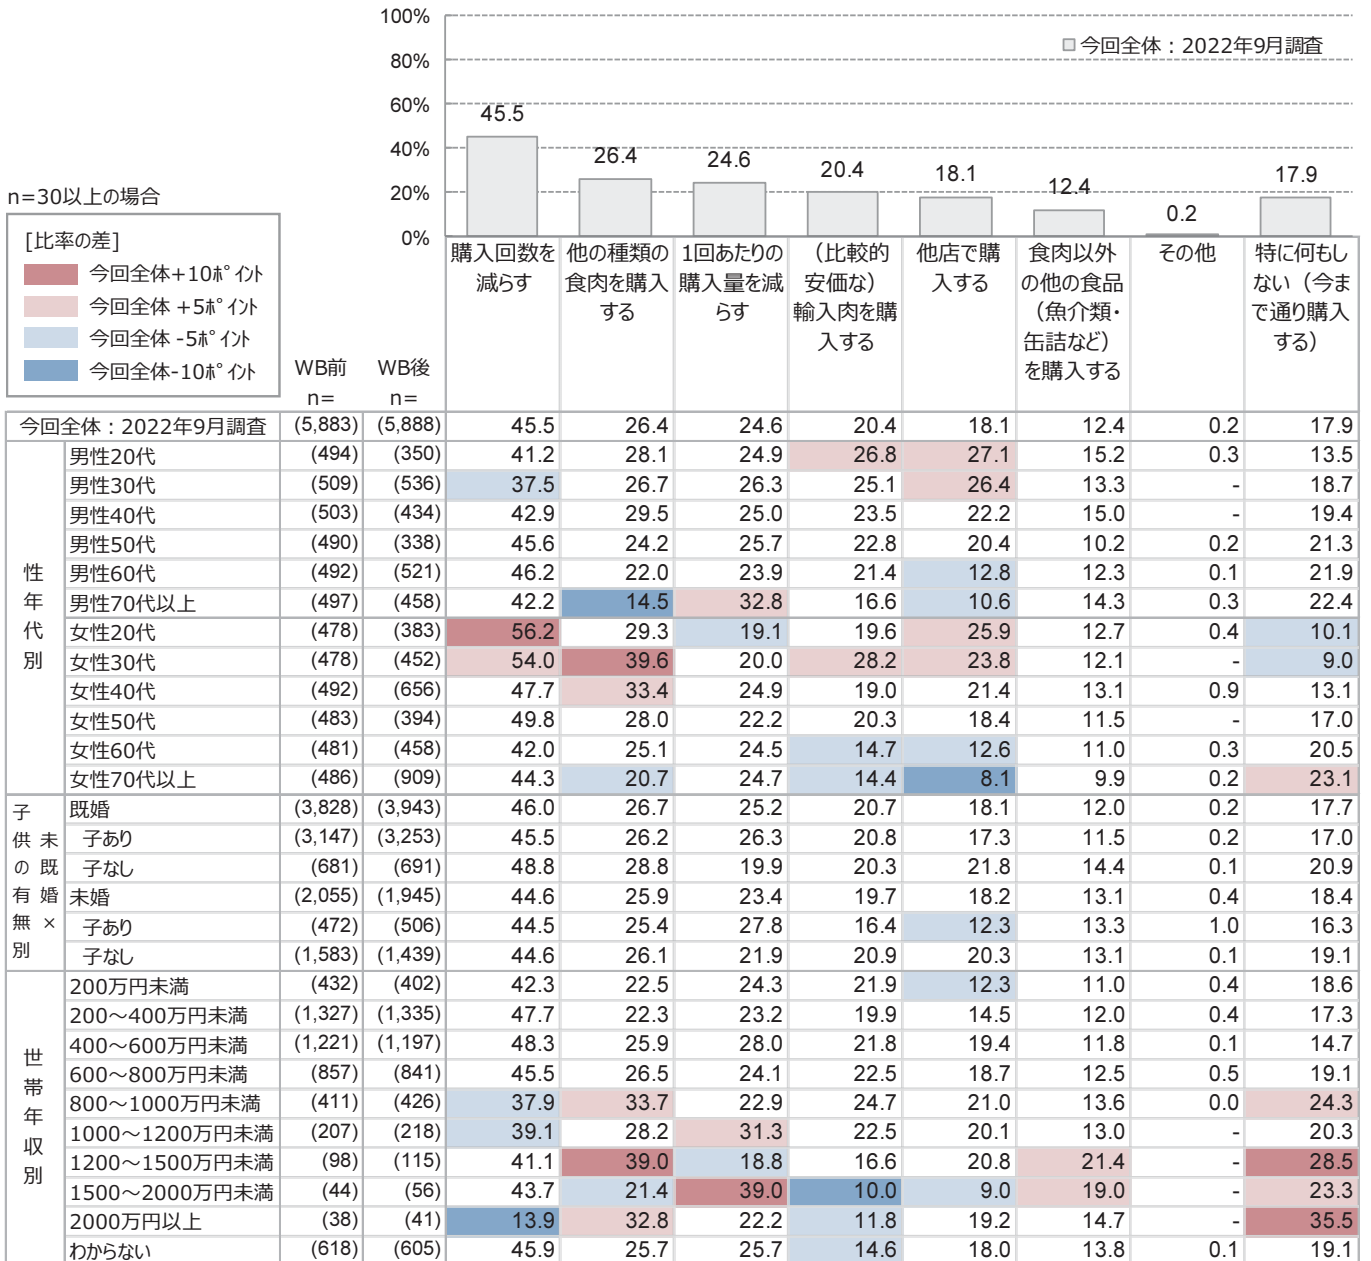 100%
80%
60%
40%
20%
0%
今回全体：2022年9月調査
45.5
26.4
24.6
20.4
18.1
12.4
0.2
17.9
n=30以上の場合
[比率の差]
今回全体+10ﾎﾟｲﾝﾄ
今回全体 +5ﾎﾟｲﾝﾄ
今回全体 -5ﾎﾟｲﾝﾄ
今回全体-10ﾎﾟｲﾝﾄ
WB前
n=
WB後
n=
購入回数を
減らす
他の種類の
食肉を購入
する
1回あたりの
購入量を減
らす
（比較的
安価な）
輸入肉を購
入する
他店で購
入する
食肉以外
の他の食品
（魚介類・
缶詰など）
を購入する
その他
特に何もし
ない（今ま
で通り購入
する）
今回全体：2022年9月調査 (5,883) (5,888) 45.5 26.4 24.6 20.4 18.1 12.4 0.2 17.9
性年代別
男性20代 (494) (350) 41.2 28.1 24.9 26.8 27.1 15.2 0.3 13.5
男性30代 (509) (536) 37.5 26.7 26.3 25.1 26.4 13.3 - 18.7
男性40代 (503) (434) 42.9 29.5 25.0 23.5 22.2 15.0 - 19.4
男性50代 (490) (338) 45.6 24.2 25.7 22.8 20.4 10.2 0.2 21.3
男性60代 (492) (521) 46.2 22.0 23.9 21.4 12.8 12.3 0.1 21.9
男性70代以上 (497) (458) 42.2 14.5 32.8 16.6 10.6 14.3 0.3 22.4
女性20代 (478) (383) 56.2 29.3 19.1 19.6 25.9 12.7 0.4 10.1
女性30代 (478) (452) 54.0 39.6 20.0 28.2 23.8 12.1 - 9.0
女性40代 (492) (656) 47.7 33.4 24.9 19.0 21.4 13.1 0.9 13.1
女性50代 (483) (394) 49.8 28.0 22.2 20.3 18.4 11.5 - 17.0
女性60代 (481) (458) 42.0 25.1 24.5 14.7 12.6 11.0 0.3 20.5
女性70代以上 (486) (909) 44.3 20.7 24.7 14.4 8.1 9.9 0.2 23.1
未既婚×
子供の有無別
既婚 (3,828) (3,943) 46.0 26.7 25.2 20.7 18.1 12.0 0.2 17.7
子あり (3,147) (3,253) 45.5 26.2 26.3 20.8 17.3 11.5 0.2 17.0
子なし (681) (691) 48.8 28.8 19.9 20.3 21.8 14.4 0.1 20.9
未婚 (2,055) (1,945) 44.6 25.9 23.4 19.7 18.2 13.1 0.4 18.4
子あり (472) (506) 44.5 25.4 27.8 16.4 12.3 13.3 1.0 16.3
子なし (1,583) (1,439) 44.6 26.1 21.9 20.9 20.3 13.1 0.1 19.1
世帯年収別
200万円未満 (432) (402) 42.3 22.5 24.3 21.9 12.3 11.0 0.4 18.6
200～400万円未満 (1,327) (1,335) 47.7 22.3 23.2 19.9 14.5 12.0 0.4 17.3
400～600万円未満 (1,221) (1,197) 48.3 25.9 28.0 21.8 19.4 11.8 0.1 14.7
600～800万円未満 (857) (841) 45.5 26.5 24.1 22.5 18.7 12.5 0.5 19.1
800～1000万円未満 (411) (426) 37.9 33.7 22.9 24.7 21.0 13.6 0.0 24.3
1000～1200万円未満 (207) (218) 39.1 28.2 31.3 22.5 20.1 13.0 - 20.3
1200～1500万円未満 (98) (115) 41.1 39.0 18.8 16.6 20.8 21.4 - 28.5
1500～2000万円未満 (44) (56) 43.7 21.4 39.0 10.0 9.0 19.0 - 23.3
2000万円以上 (38) (41) 13.9 32.8 22.2 11.8 19.2 14.7 - 35.5
わからない (618) (605) 45.9 25.7 25.7 14.6 18.0 13.8 0.1 19.1